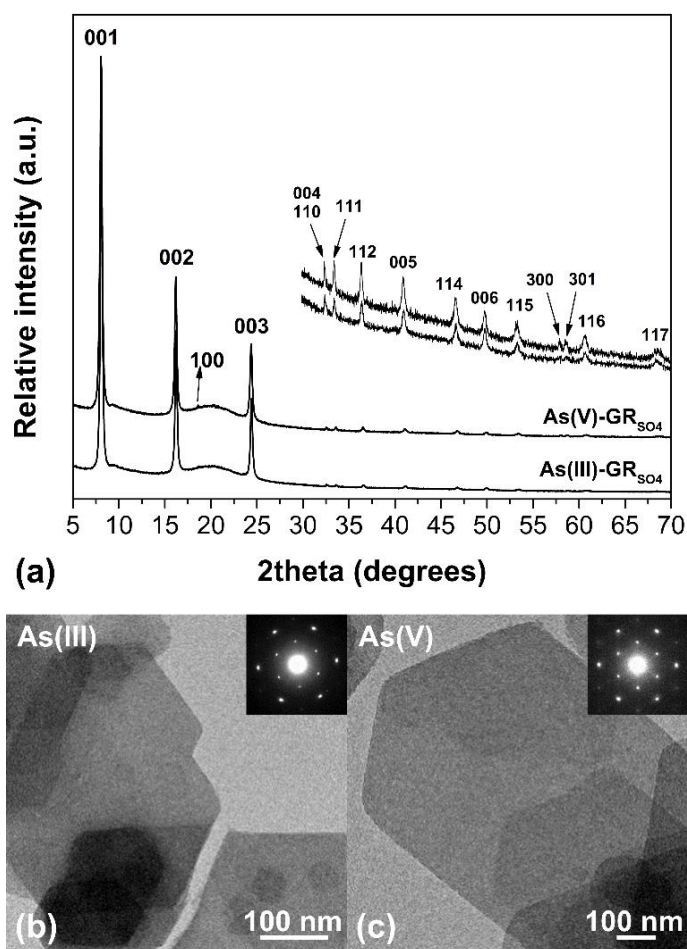 001
002
003
100
004
110
111
112
005
114
006
115
300
301
116
117
As(V)-GRSO4
As(III)-GRSO4
Relative intensity (a.u.)
5 10 15 20 25 30 35 40 45 50 55 60 65 70
2theta (degrees)
(a)
As(III)
As(V)
(b)
100 nm
(c)
100 nm